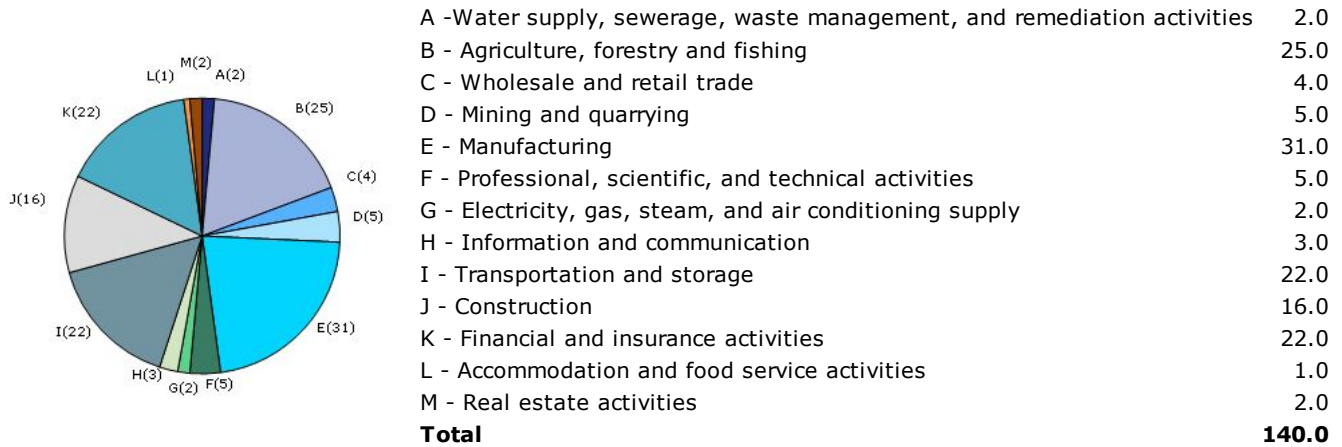 M(2)
L(1)
A(2)
K(22)
B(25)
C(4)
J(16)
D(5)
I(22)
E(31)
H(3)
G(2)
F(5)
A -Water supply, sewerage, waste management, and remediation activities 2.0
B - Agriculture, forestry and fishing 25.0
C - Wholesale and retail trade 4.0
D - Mining and quarrying 5.0
E - Manufacturing 31.0
F - Professional, scientific, and technical activities 5.0
G - Electricity, gas, steam, and air conditioning supply 2.0
H - Information and communication 3.0
I - Transportation and storage 22.0
J - Construction 16.0
K - Financial and insurance activities 22.0
L - Accommodation and food service activities 1.0
M - Real estate activities 2.0
Total 140.0